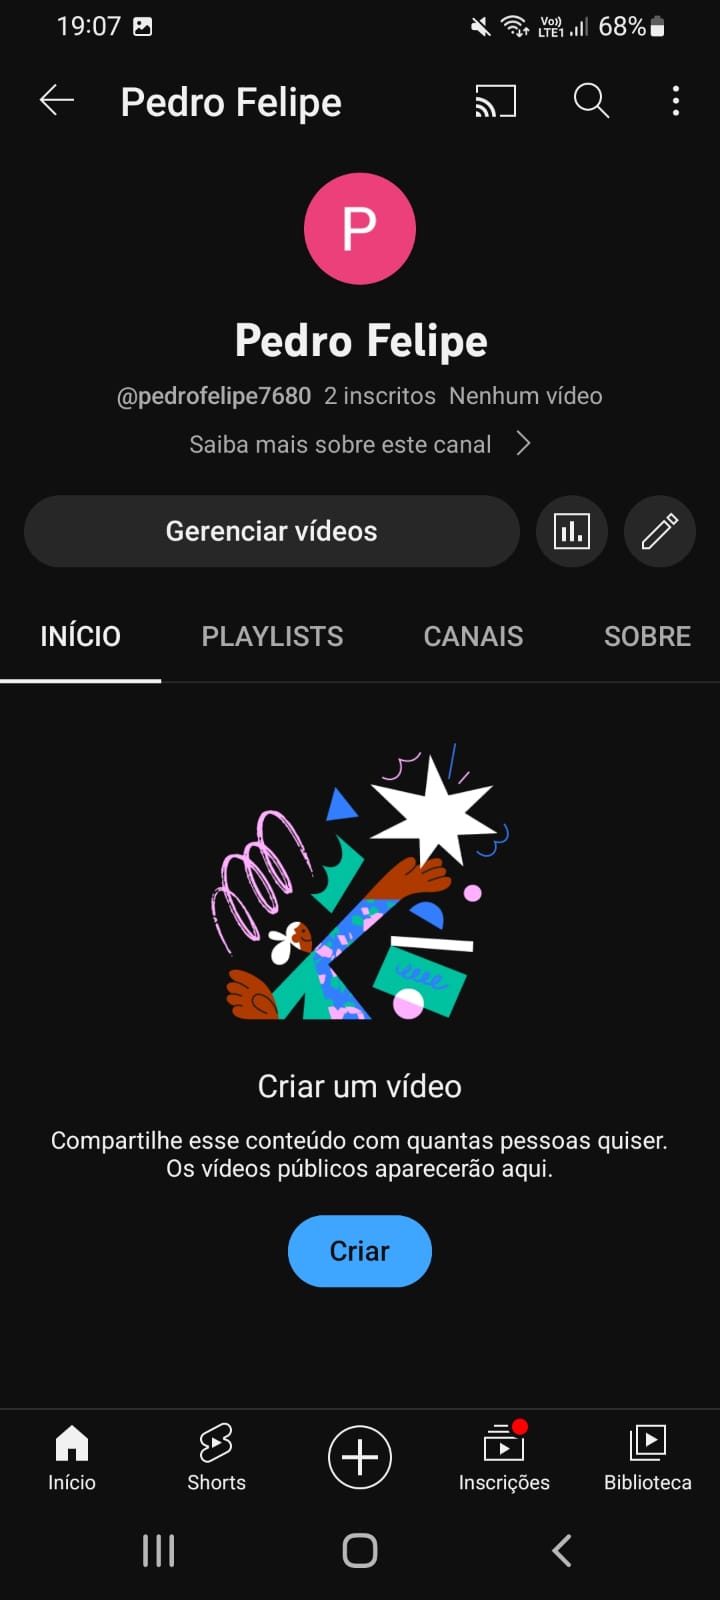 19:07 Vo)) LTE1 68%
Pedro Felipe
P
Pedro Felipe
@pedrofelipe7680 2 inscritos Nenhum vídeo
Saiba mais sobre este canal
Gerenciar vídeos
INÍCIO PLAYLISTS CANAIS SOBRE
Criar um vídeo
Compartilhe esse conteúdo com quantas pessoas quiser.
Os vídeos públicos aparecerão aqui.
Criar
Início Shorts Inscrições Biblioteca